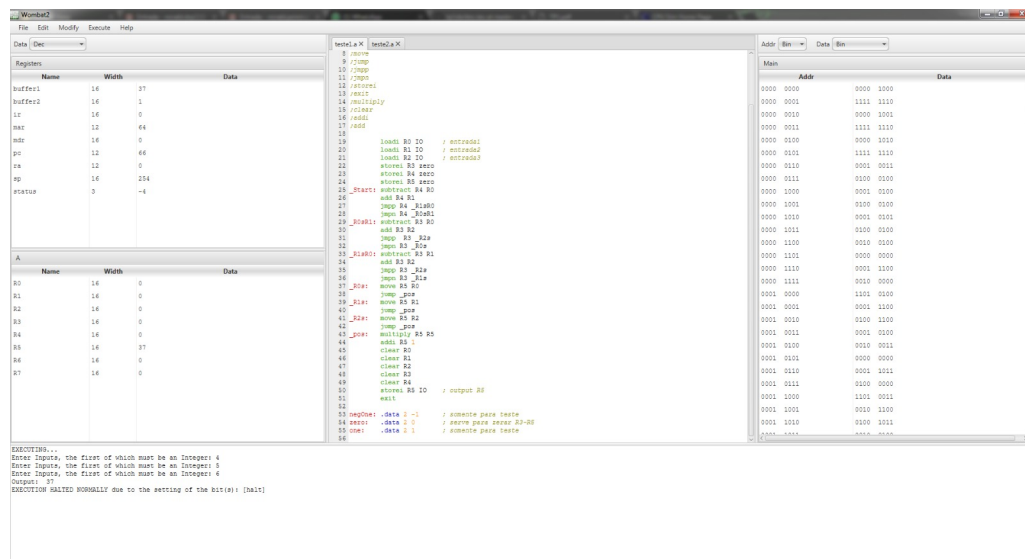 Wombat2
File Edit Modify Execute Help
Data Dec
Registers
Name Width Data
buffer1 16 37
buffer2 16 1
ir 16 0
mar 12 64
mdr 16 0
pc 12 66
ra 12 0
sp 16 254
status 3 -4
A
Name Width Data
R0 16 0
R1 16 0
R2 16 0
R3 16 0
R4 16 0
R5 16 37
R6 16 0
R7 16 0
teste1.a X teste2.a X
8 ;move
9 ;jump
10 ;jmpp
11 ;jmpn
12 ;storei
13 ;exit
14 ;multiply
15 ;clear
16 ;addi
17 ;add
18
19 loadi R0 IO ; entrada1
20 loadi R1 IO ; entrada2
21 loadi R2 IO ; entrada3
22 storei R3 zero
23 storei R4 zero
24 storei R5 zero
25 _Start: subtract R4 R0
26 add R4 R1
27 jmpp R4 _R1sR0
28 jmpn R4 _R0sR1
29 _R0sR1: subtract R3 R0
30 add R3 R2
31 jmpp R3 _R2s
32 jmpn R3 _R0s
33 _R1sR0: subtract R3 R1
34 add R3 R2
35 jmpp R3 _R2s
36 jmpn R3 _R1s
37 _R0s: move R5 R0
38 jump _pos
39 _R1s: move R5 R1
40 jump _pos
41 _R2s: move R5 R2
42 jump _pos
43 _pos: multiply R5 R5
44 addi R5 1
45 clear R0
46 clear R1
47 clear R2
48 clear R3
49 clear R4
50 storei R5 IO ; output R5
51 exit
52
53 negOne: .data 2 -1 ; somente para teste
54 zero: .data 2 0 ; serve para zerar R3-R5
55 one: .data 2 1 ; somente para teste
56
Addr Bin Data Bin
Main
Addr Data
0000 0000 0000 1000
0000 0001 1111 1110
0000 0010 0000 1001
0000 0011 1111 1110
0000 0100 0000 1010
0000 0101 1111 1110
0000 0110 0001 0011
0000 0111 0100 0100
0000 1000 0001 0100
0000 1001 0100 0100
0000 1010 0001 0101
0000 1011 0100 0100
0000 1100 0010 0100
0000 1101 0000 0000
0000 1110 0001 1100
0000 1111 0010 0000
0001 0000 1101 0100
0001 0001 0001 1100
0001 0010 0100 1100
0001 0011 0001 0100
0001 0100 0010 0011
0001 0101 0000 0000
0001 0110 0001 1011
0001 0111 0100 0000
0001 1000 1101 0011
0001 1001 0010 1100
0001 1010 0100 1011
EXECUTING...
Enter Inputs, the first of which must be an Integer: 4
Enter Inputs, the first of which must be an Integer: 5
Enter Inputs, the first of which must be an Integer: 6
Output: 37
EXECUTION HALTED NORMALLY due to the setting of the bit(s): [halt]